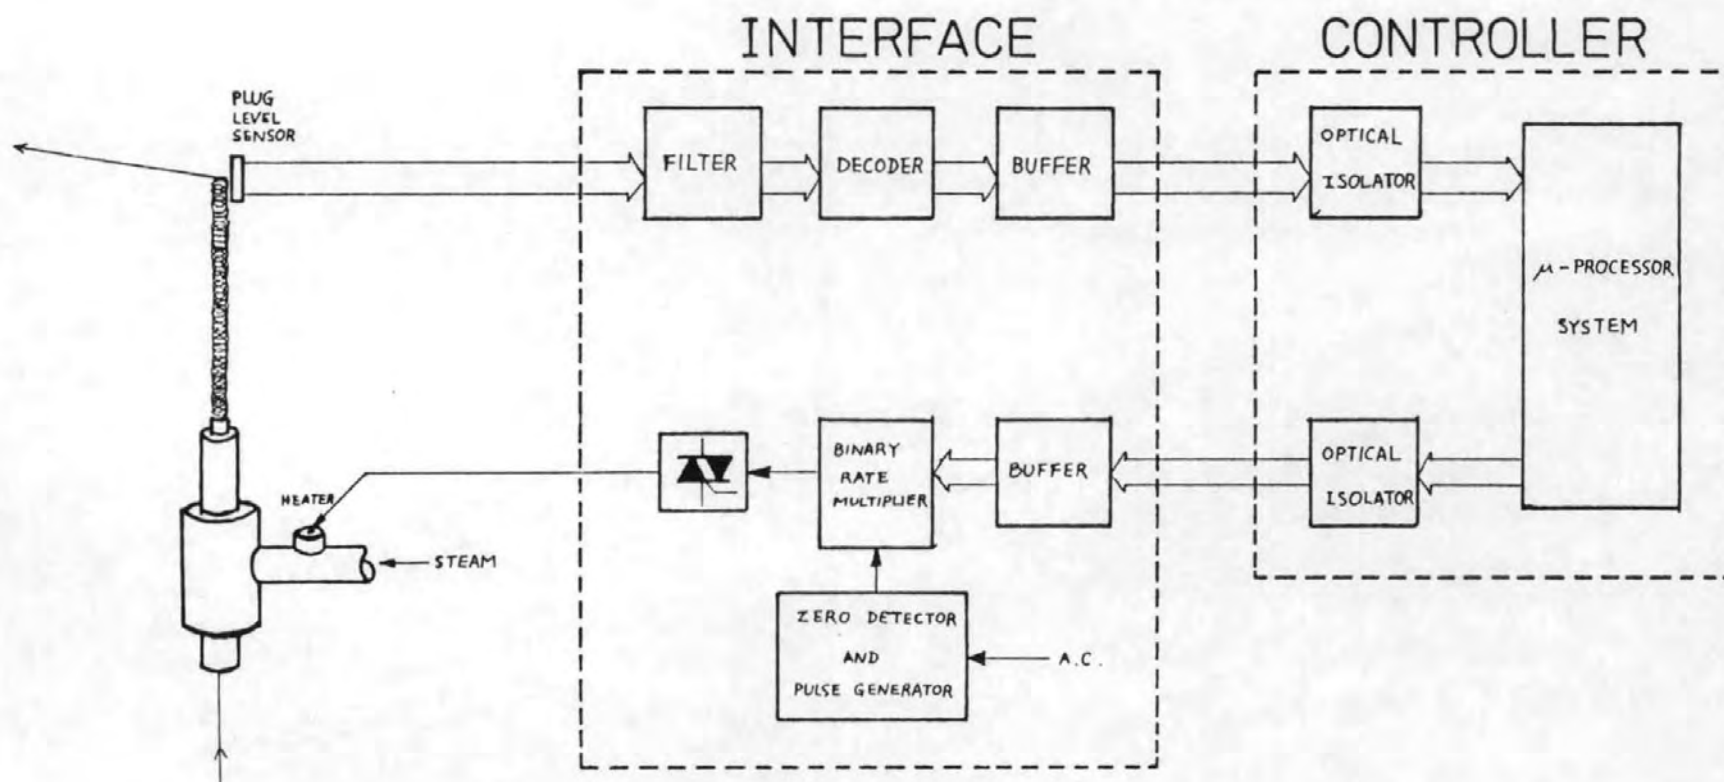 INTERFACE
CONTROLLER
PLUG
LEVEL
SENSOR
FILTER
DECODER
BUFFER
OPTICAL
ISOLATOR
μ-PROCESSOR
SYSTEM
HEATER
STEAM
BINARY
RATE
MULTIPLIER
BUFFER
OPTICAL
ISOLATOR
ZERO DETECTOR
AND
PULSE GENERATOR
A.C.